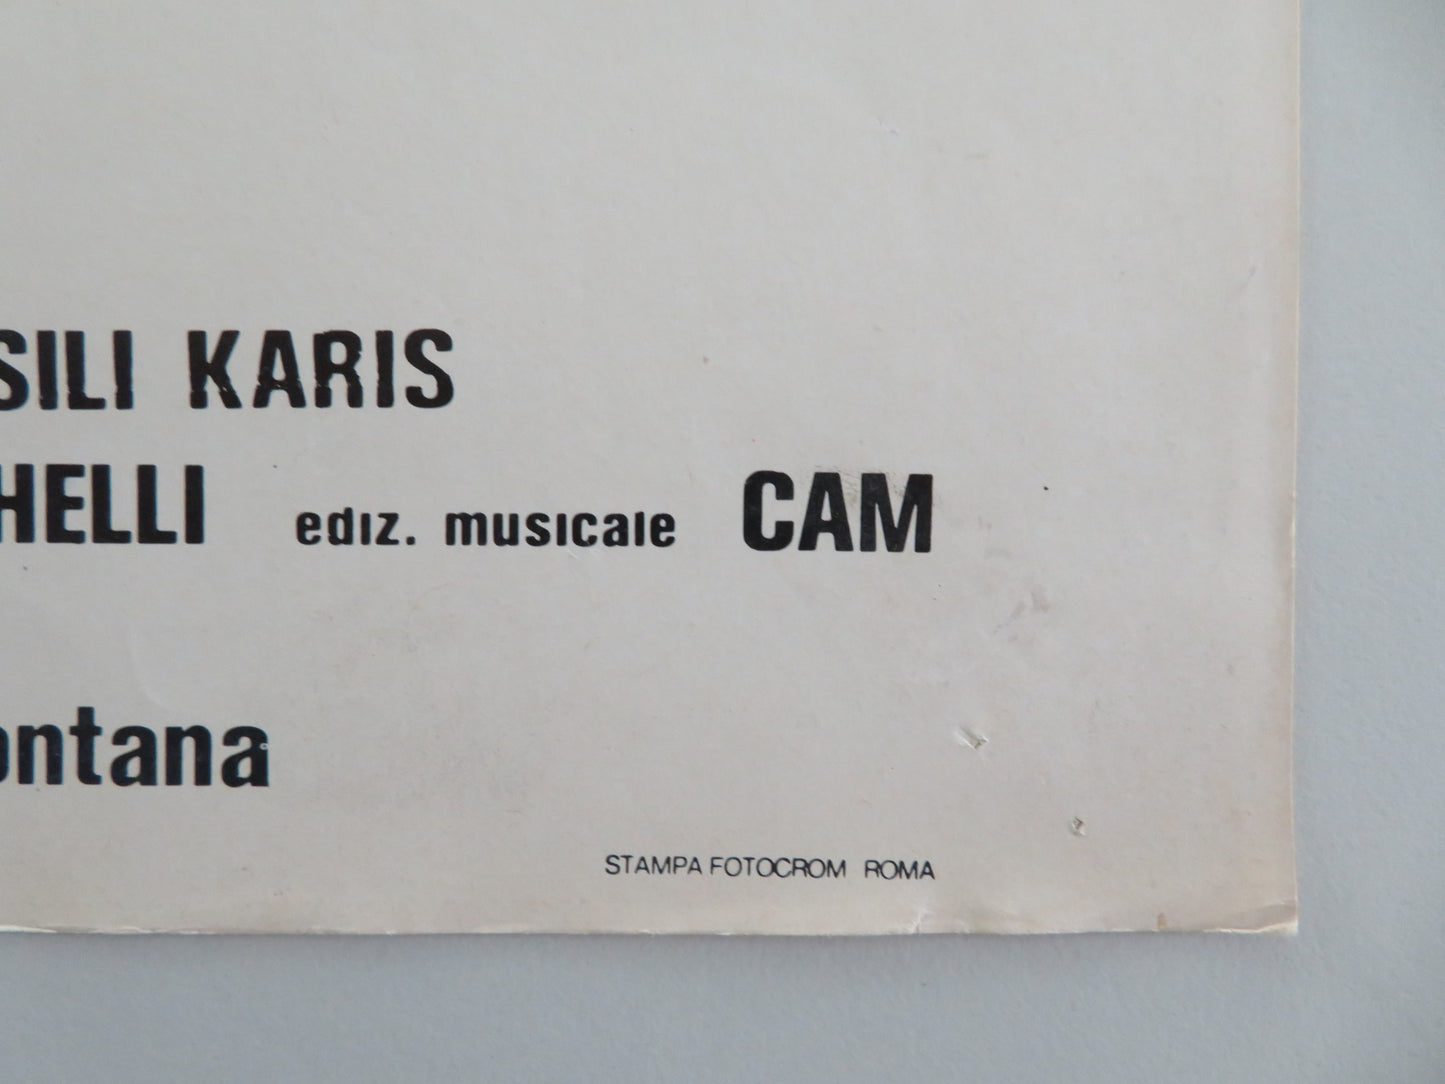 SILI KARIS
HELLI ediz. musicale CAM
ontana
STAMPA FOTOCROM ROMA